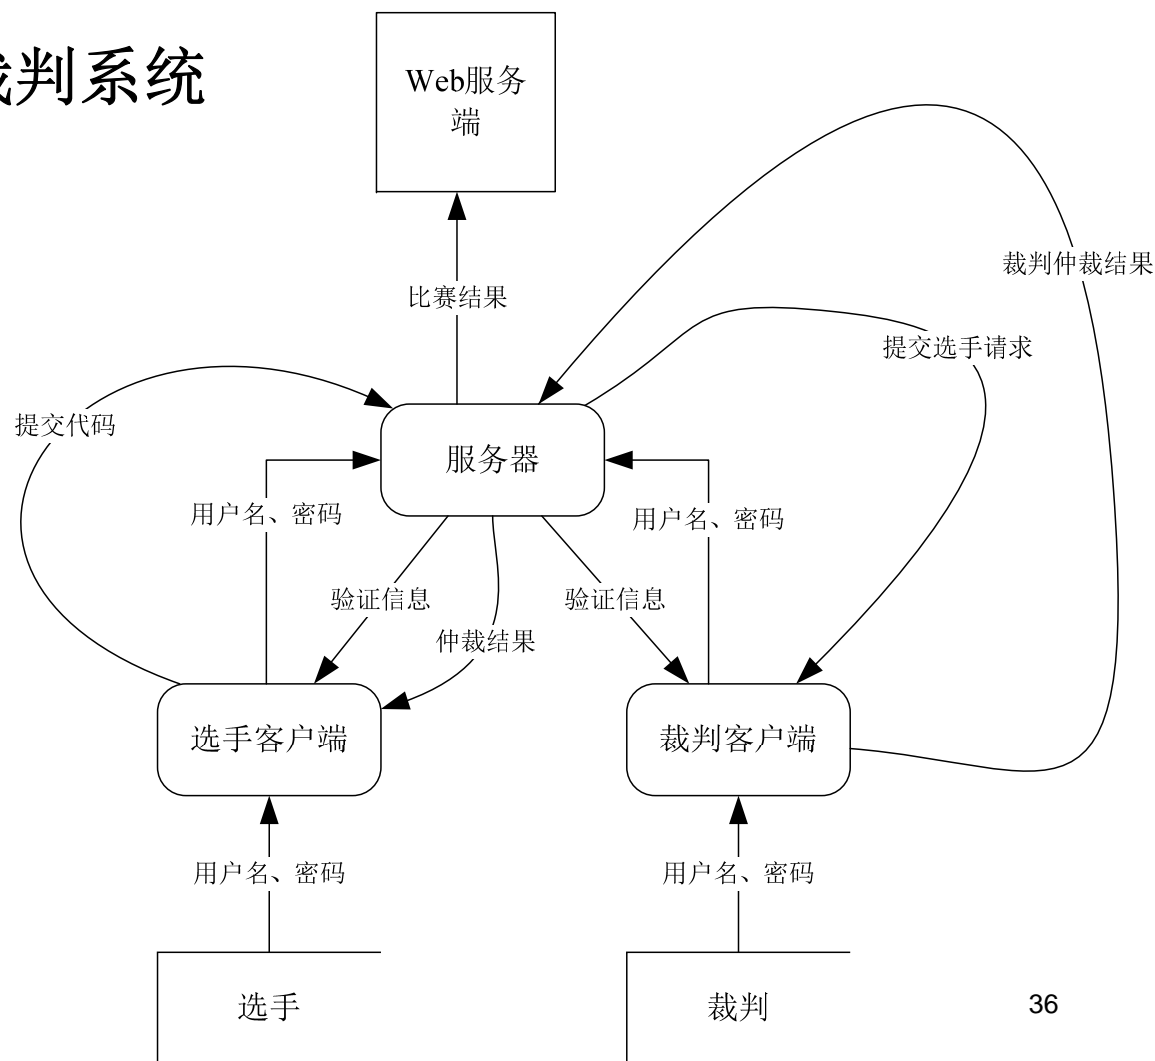 判系统
Web服务
端
裁判仲裁结果
比赛结果
提交选手请求
提交代码
服务器
用户名、密码
用户名、密码
验证信息
验证信息
仲裁结果
选手客户端
裁判客户端
用户名、密码
用户名、密码
选手
裁判
36